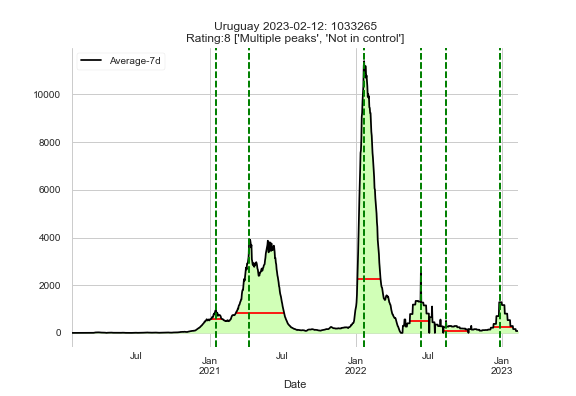 Uruguay 2023-02-12: 1033265
Rating:8 ['Multiple peaks', 'Not in control']
Average-7d
10000
8000
6000
4000
2000
0
Jul
Jan
2021
Jul
Jan
2022
Jul
Jan
2023
Date